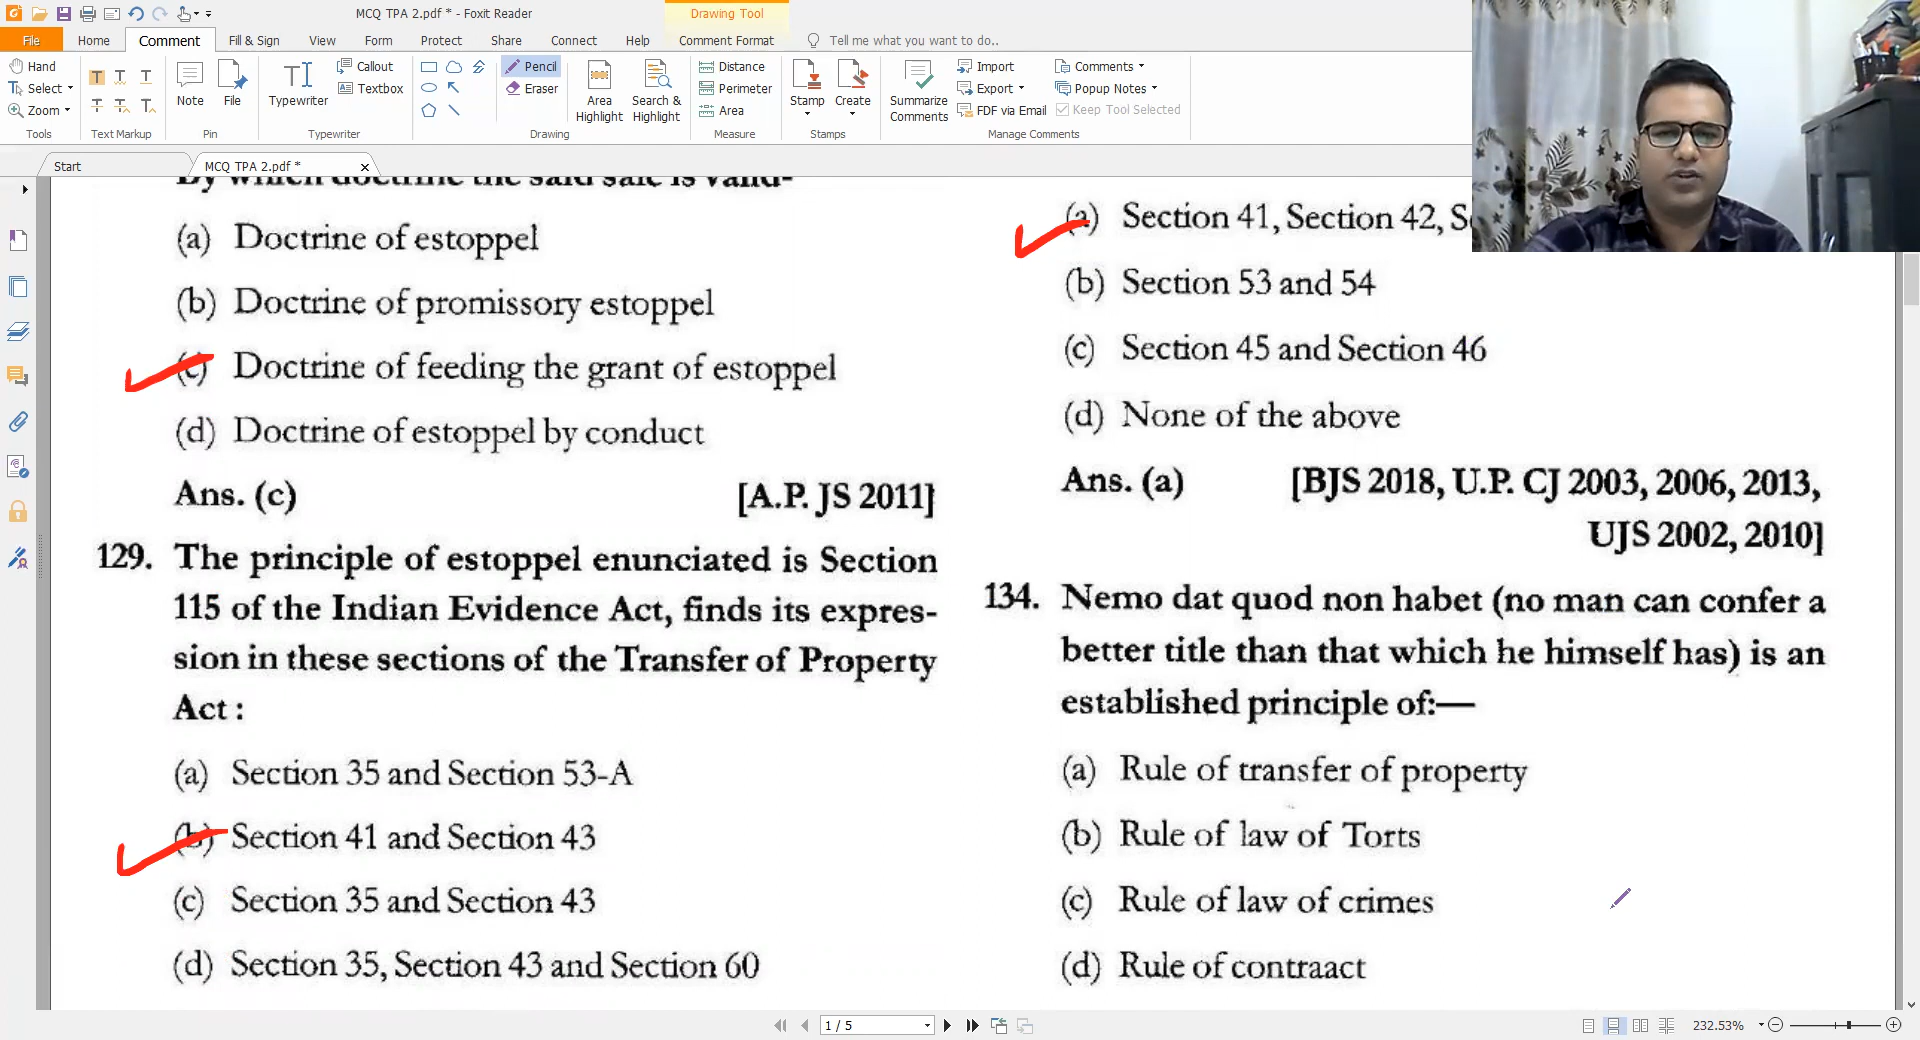 MCQ TPA 2.pdf * - Foxit Reader
Drawing Tool
File Home Comment Fill & Sign View Form Protect Share Connect Help Comment Format Tell me what you want to do..
Hand
Select
Zoom
Tools
Text Markup
Note
File
Pin
Typewriter
Callout
Textbox
Typewriter
Pencil
Eraser
Area Highlight
Search & Highlight
Drawing
Distance
Perimeter
Area
Measure
Stamp
Create
Stamps
Summarize Comments
Import
Export
FDF via Email
Comments
Popup Notes
Keep Tool Selected
Manage Comments
Start
MCQ TPA 2.pdf *
By which doctrine the said sale is valid-
(a) Doctrine of estoppel
(b) Doctrine of promissory estoppel
(c) Doctrine of feeding the grant of estoppel
(d) Doctrine of estoppel by conduct
Ans. (c) [A.P. JS 2011]
129. The principle of estoppel enunciated is Section
115 of the Indian Evidence Act, finds its expres-
sion in these sections of the Transfer of Property
Act :
(a) Section 35 and Section 53-A
(b) Section 41 and Section 43
(c) Section 35 and Section 43
(d) Section 35, Section 43 and Section 60
(a) Section 41, Section 42, S
(b) Section 53 and 54
(c) Section 45 and Section 46
(d) None of the above
Ans. (a) [BJS 2018, U.P. CJ 2003, 2006, 2013,
UJS 2002, 2010]
134. Nemo dat quod non habet (no man can confer a
better title than that which he himself has) is an
established principle of:—
(a) Rule of transfer of property
(b) Rule of law of Torts
(c) Rule of law of crimes
(d) Rule of contraact
1 / 5
232.53%